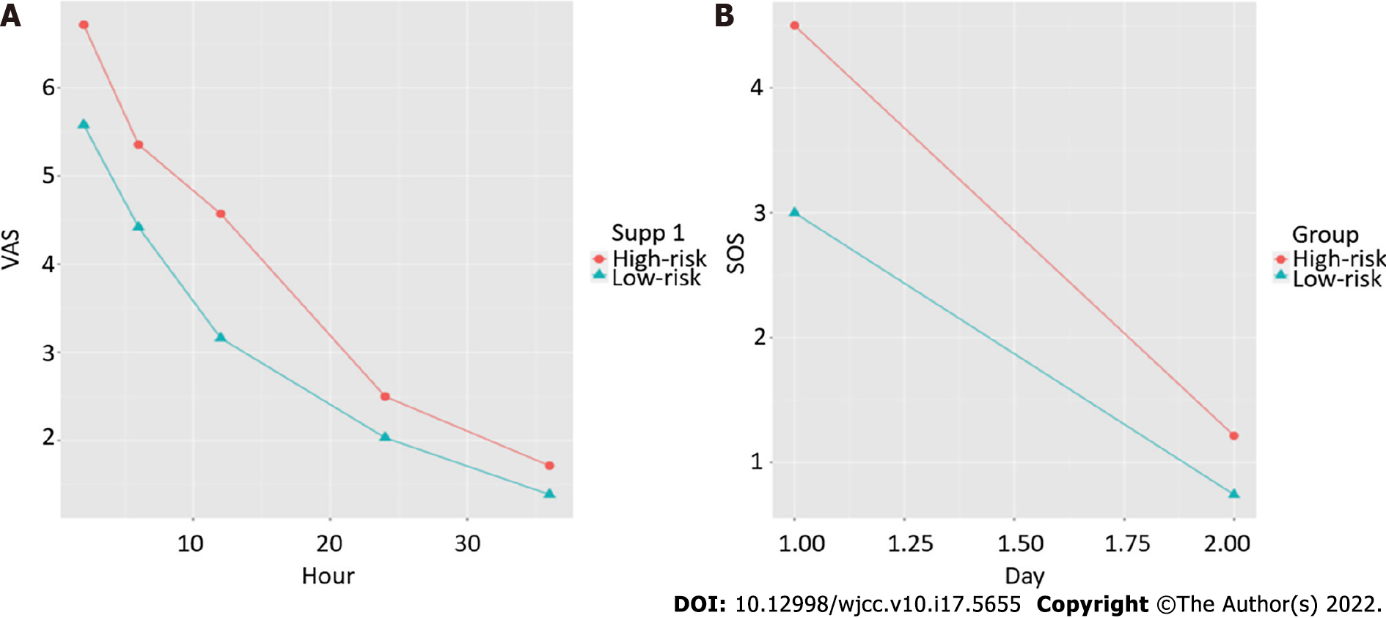 A
6
5
4
3
2
VAS
10 20 30
Hour
Supp 1
High-risk
Low-risk
B
4
3
2
1
SOS
1.00 1.25 1.50 1.75 2.00
Day
Group
High-risk
Low-risk
DOI: 10.12998/wjcc.v10.i17.5655 Copyright ©The Author(s) 2022.